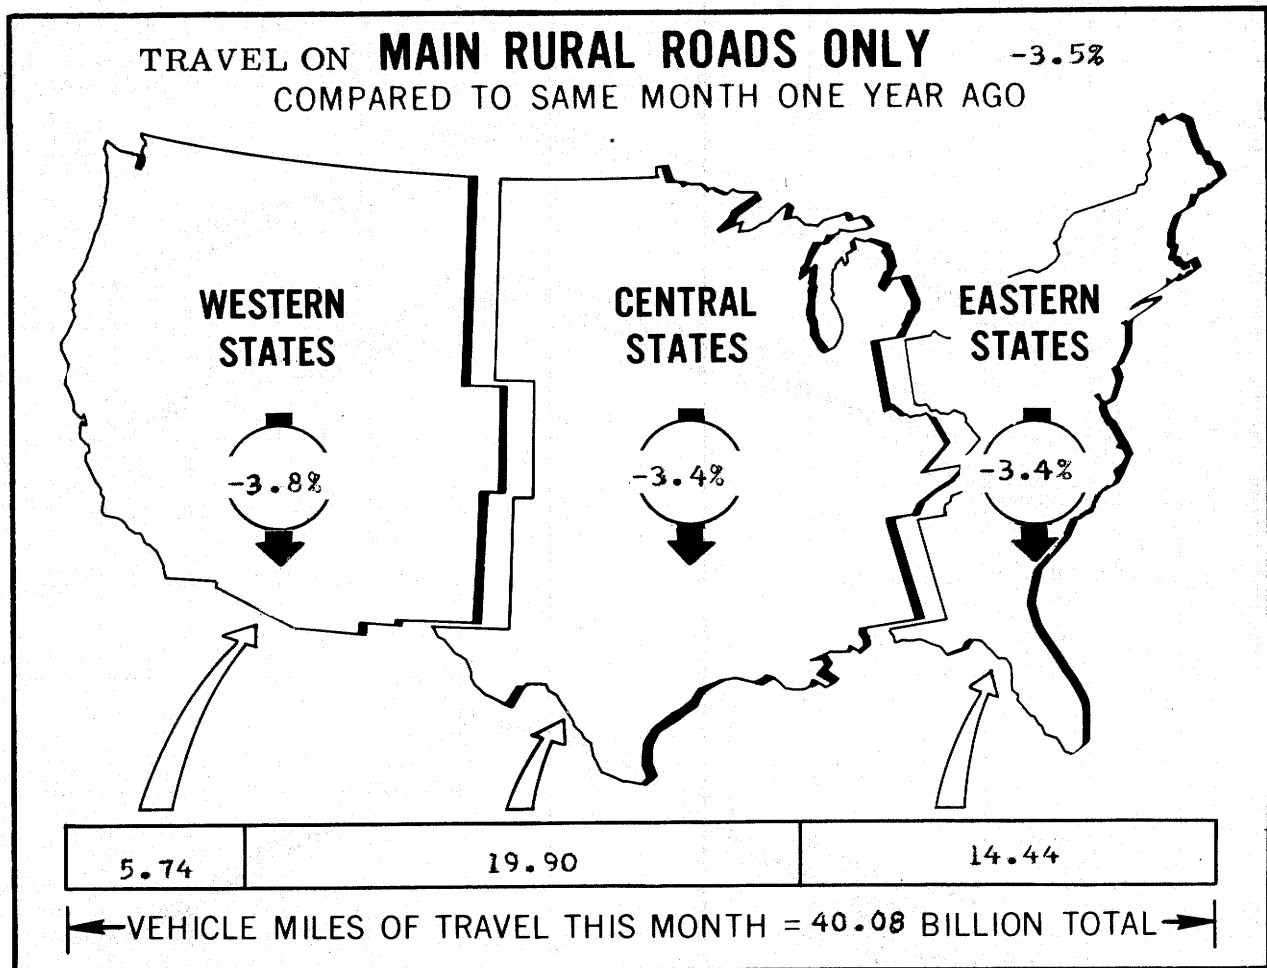 TRAVEL ON MAIN RURAL ROADS ONLY -3.5%
COMPARED TO SAME MONTH ONE YEAR AGO
WESTERN
STATES
-3.8%
CENTRAL
STATES
-3.4%
EASTERN
STATES
-3.4%
5.74 19.90 14.44
VEHICLE MILES OF TRAVEL THIS MONTH = 40.08 BILLION TOTAL